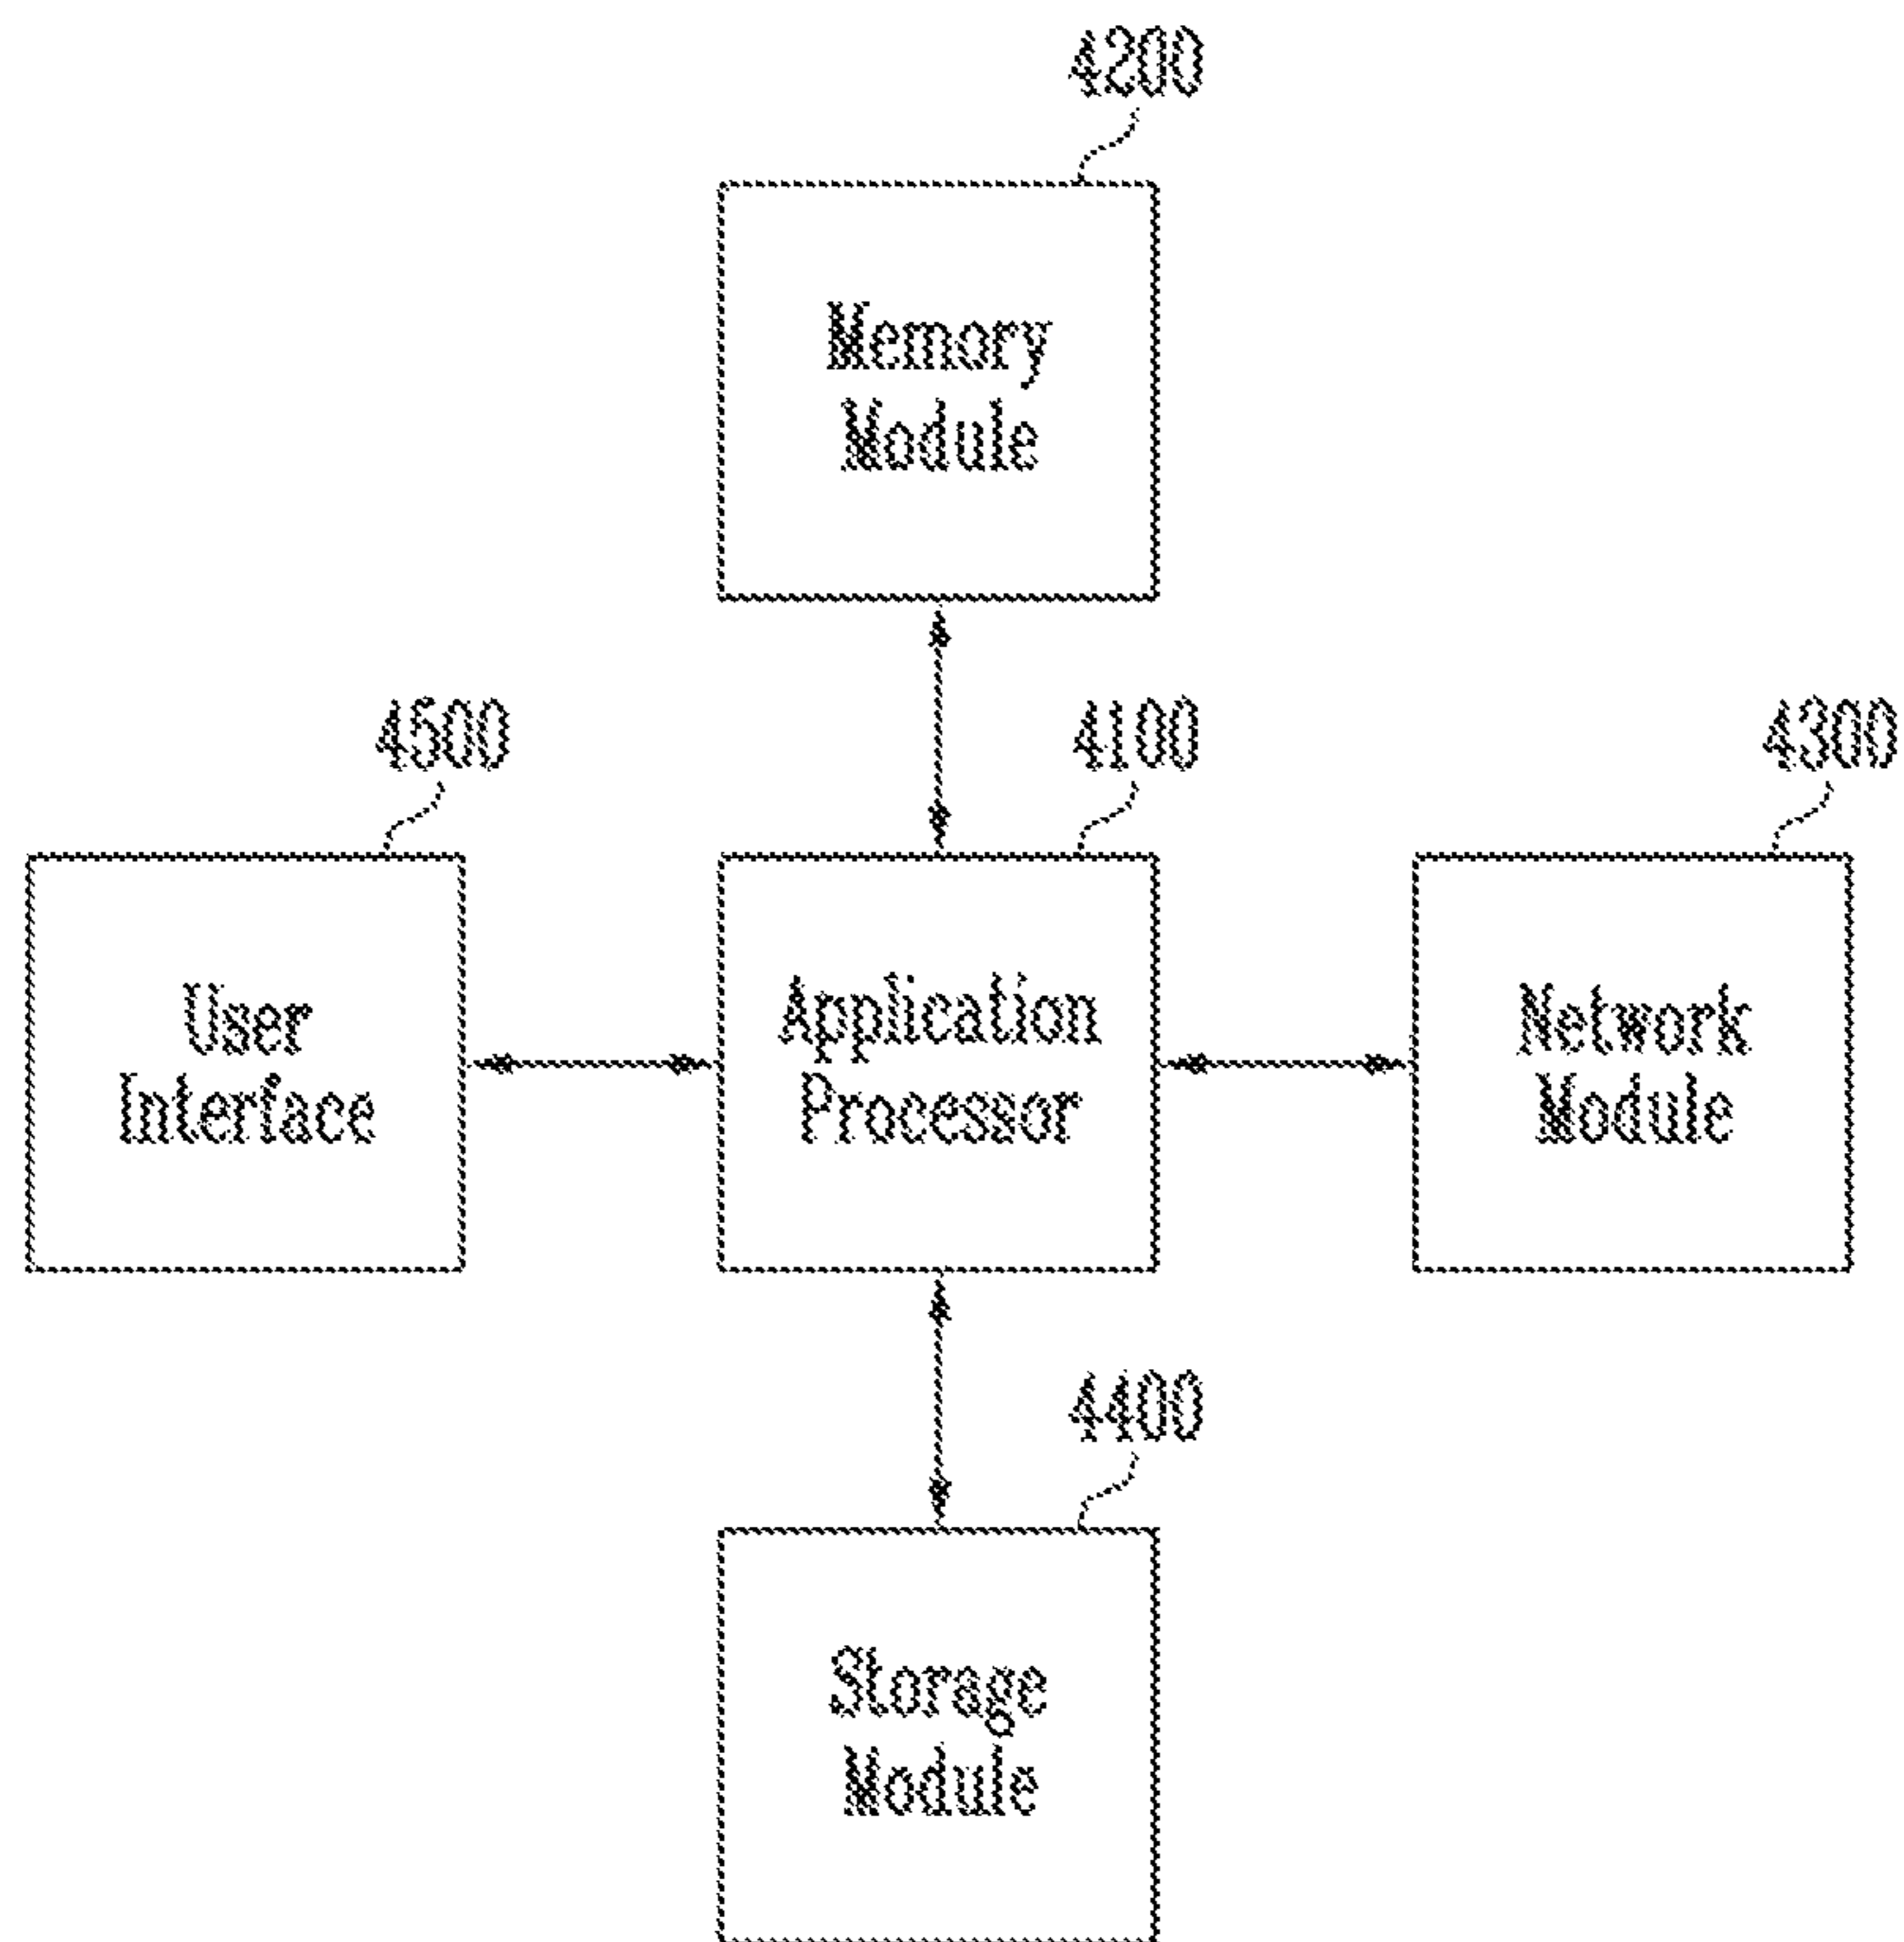 4200
Memory
Module
4500
4100
4300
User
Interface
Application
Processor
Network
Module
4400
Storage
Module